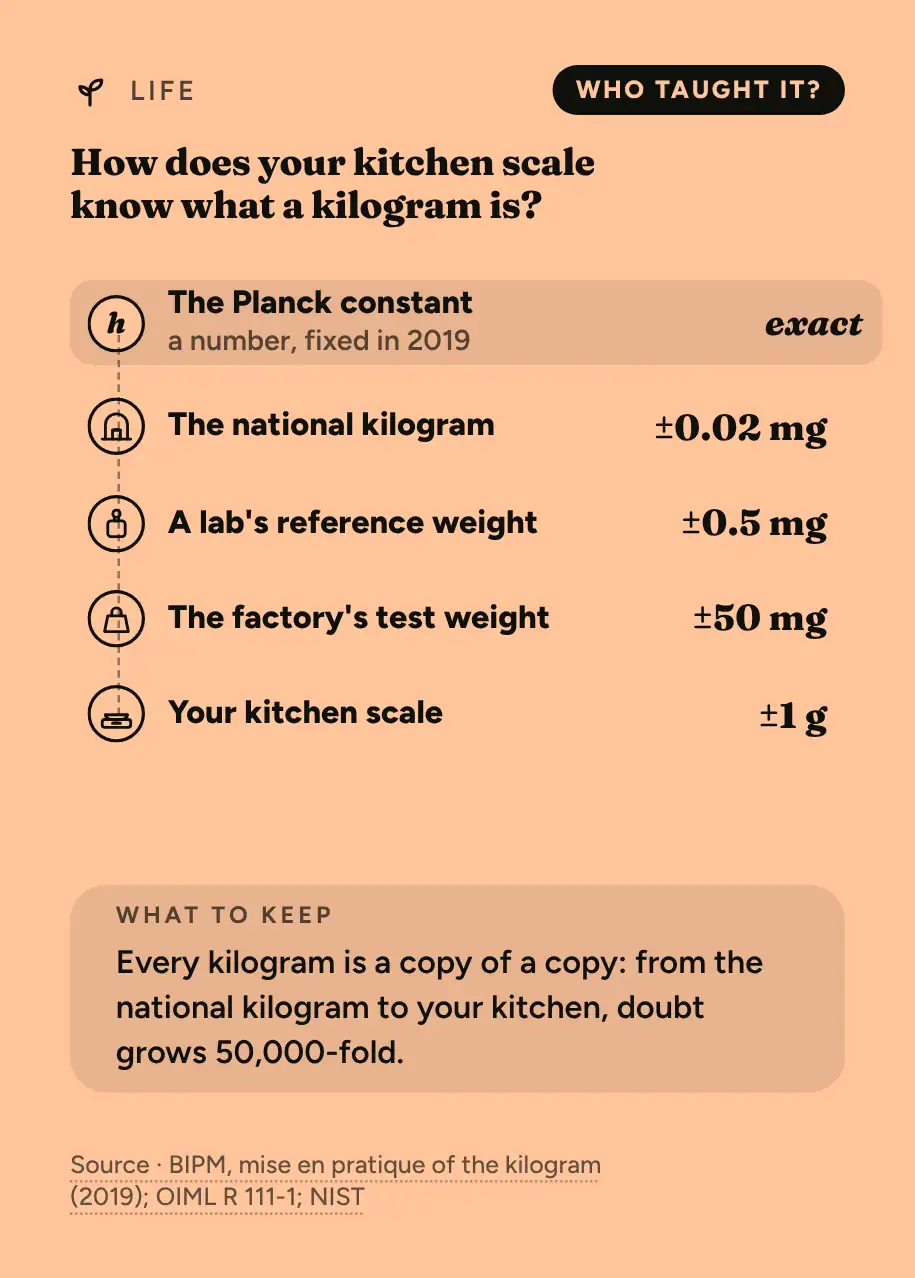 LIFE
WHO TAUGHT IT?
How does your kitchen scale
know what a kilogram is?
h
The Planck constant
a number, fixed in 2019
exact
The national kilogram
±0.02 mg
A lab's reference weight
±0.5 mg
The factory's test weight
±50 mg
Your kitchen scale
±1 g
WHAT TO KEEP
Every kilogram is a copy of a copy: from the
national kilogram to your kitchen, doubt
grows 50,000-fold.
Source · BIPM, mise en pratique of the kilogram
(2019); OIML R 111-1; NIST